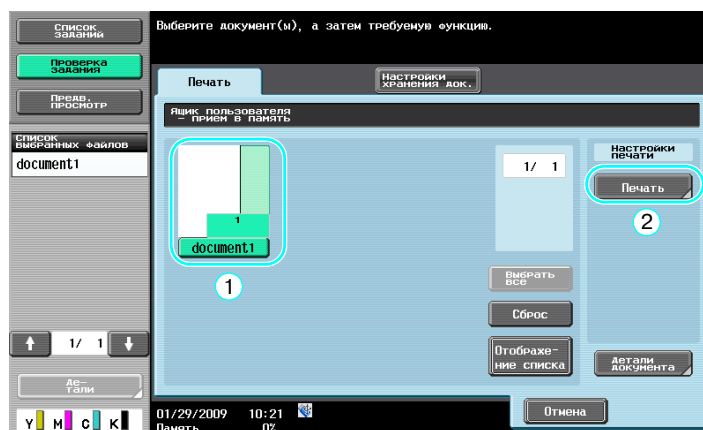 Список
заданий
Проверка
задания
Предв.
просмотр
Список
выбранных файлов
document1
1/ 1
Де-
тали
Y M C K
Выберите документ(ы), а затем требуемую функцию.
Печать
Настройки
хранения док.
Ящик пользователя
– прием в память
1
document1
1
1/ 1
Выбрать
все
Сброс
Отображе-
ние списка
Настройки
печати
Печать
2
Детали
документа
01/29/2009 10:21
Память 0%
Отмена